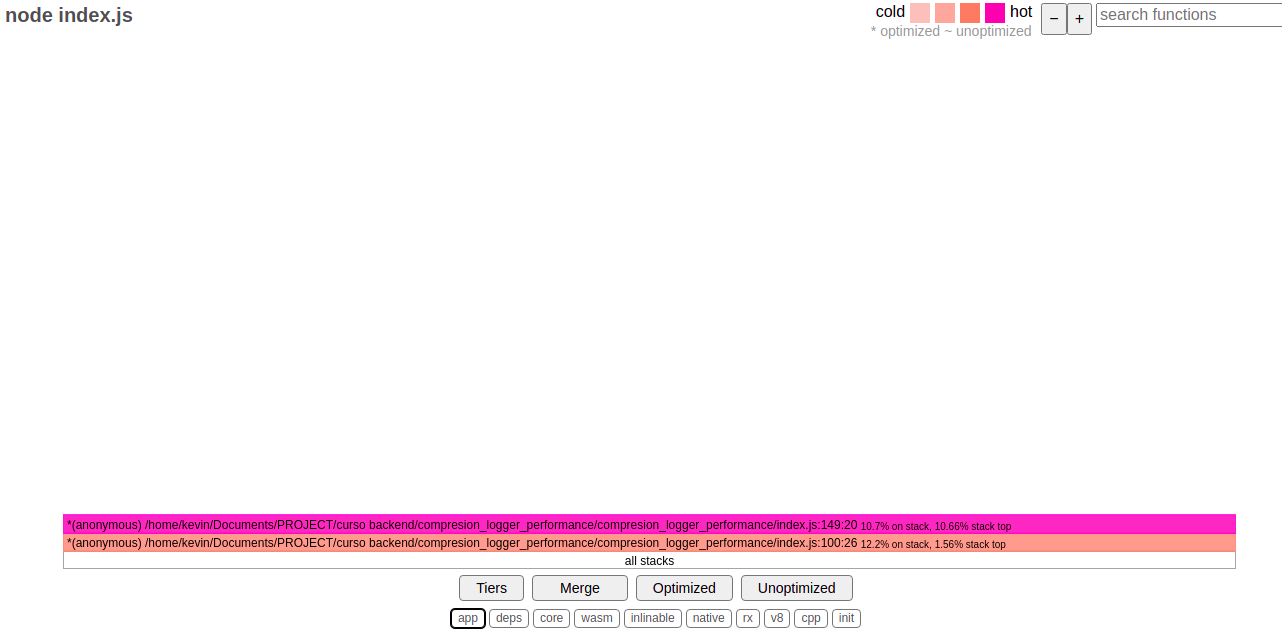 node index.js
cold hot
* optimized ~ unoptimized
− + search functions
*(anonymous) /home/kevin/Documents/PROJECT/curso backend/compresion_logger_performance/compresion_logger_performance/index.js:149:20 10.7% on stack, 10.66% stack top
*(anonymous) /home/kevin/Documents/PROJECT/curso backend/compresion_logger_performance/compresion_logger_performance/index.js:100:26 12.2% on stack, 1.56% stack top
all stacks
Tiers Merge Optimized Unoptimized
app deps core wasm inlinable native rx v8 cpp init